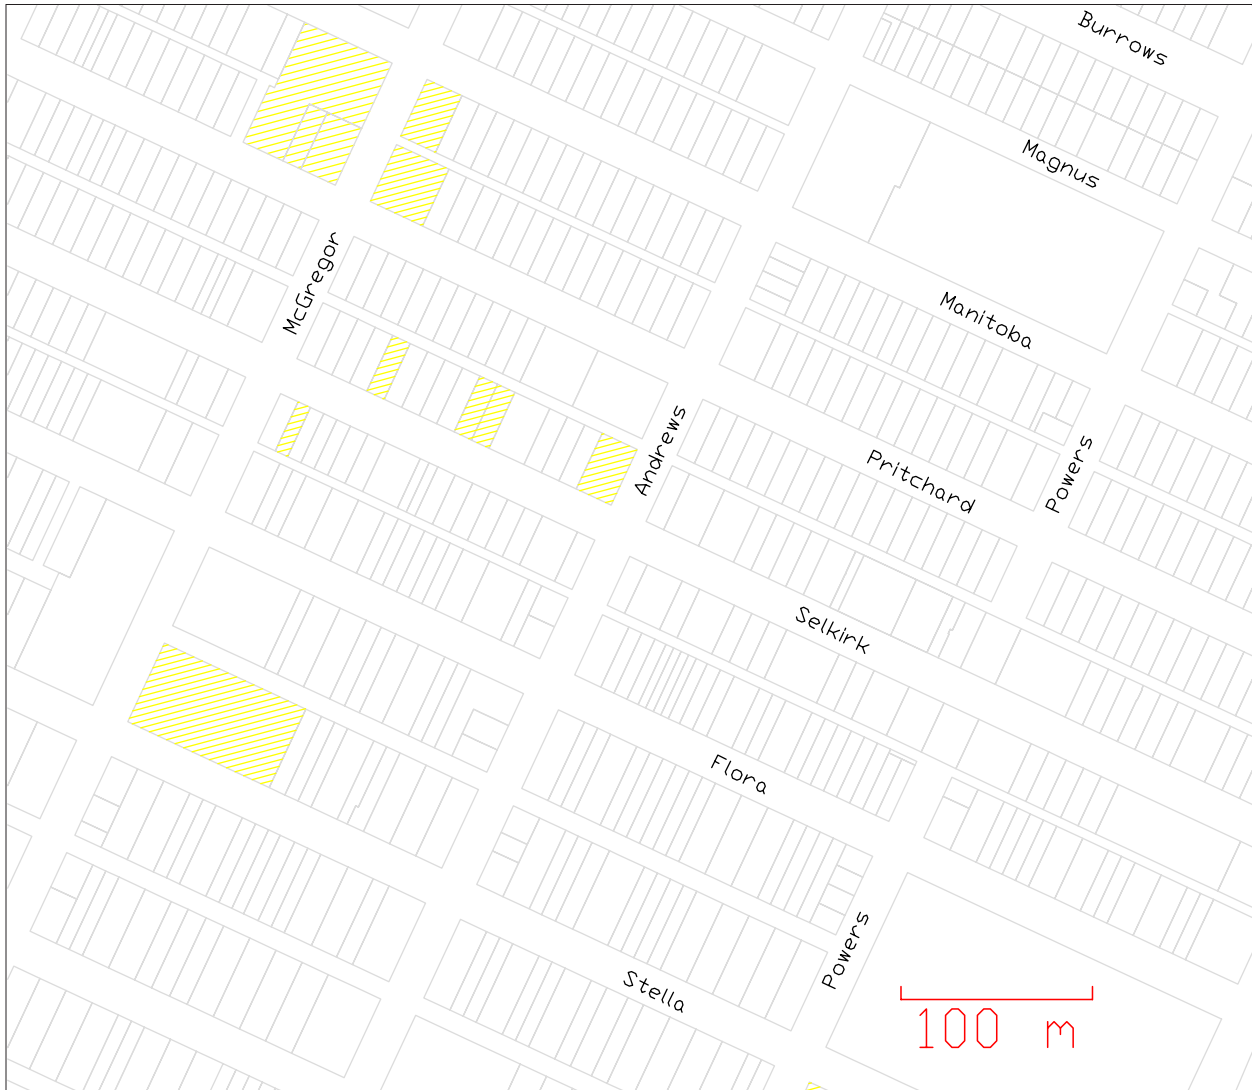 Burrows
Magnus
McGregor
Manitoba
Andrews
Powers
Pritchard
Selkirk
Flora
Powers
Stella
100 m